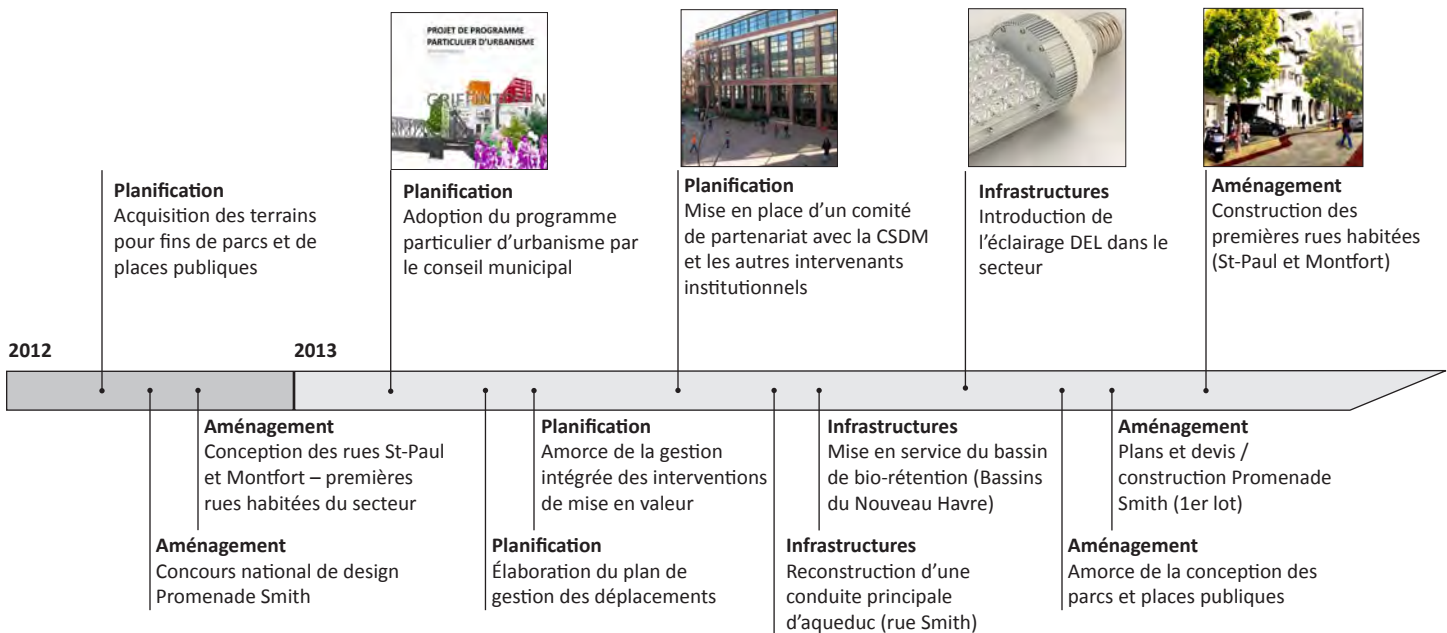 PROJET DE PROGRAMME
PARTICULIER D'URBANISME
GRIFFINTOWN
Planification
Acquisition des terrains
pour fins de parcs et de
places publiques
Planification
Adoption du programme
particulier d'urbanisme par
le conseil municipal
Planification
Mise en place d'un comité
de partenariat avec la CSDM
et les autres intervenants
institutionnels
Infrastructures
Introduction de
l'éclairage DEL dans le
secteur
Aménagement
Construction des
premières rues habitées
(St-Paul et Montfort)
2012
2013
Aménagement
Conception des rues St-Paul
et Montfort – premières
rues habitées du secteur
Aménagement
Concours national de design
Promenade Smith
Planification
Amorce de la gestion
intégrée des interventions
de mise en valeur
Planification
Élaboration du plan de
gestion des déplacements
Infrastructures
Mise en service du bassin
de bio-rétention (Bassins
du Nouveau Havre)
Infrastructures
Reconstruction d'une
conduite principale
d'aqueduc (rue Smith)
Aménagement
Plans et devis /
construction Promenade
Smith (1er lot)
Aménagement
Amorce de la conception des
parcs et places publiques